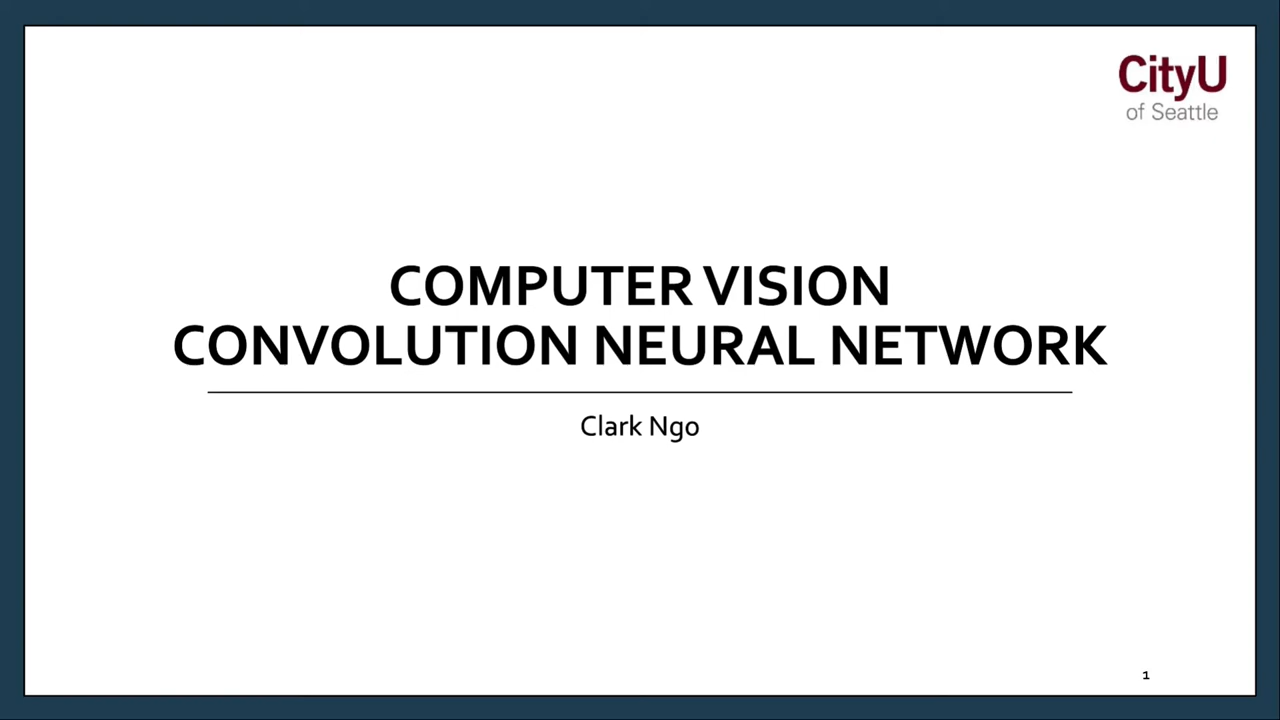 CityU
of Seattle
COMPUTER VISION
CONVOLUTION NEURAL NETWORK
Clark Ngo
1